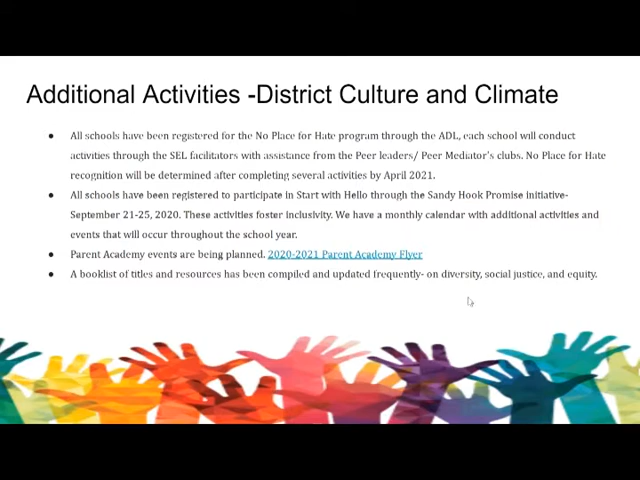 Additional Activities -District Culture and Climate
● All schools have been registered for the No Place for Hate program through the ADL, each school will conduct
activities through the SEL facilitators with assistance from the Peer leaders/ Peer Mediator's clubs. No Place for Hate
recognition will be determined after completing several activities by April 2021.
● All schools have been registered to participate in Start with Hello through the Sandy Hook Promise initiative-
September 21-25, 2020. These activities foster inclusivity. We have a monthly calendar with additional activities and
events that will occur throughout the school year.
● Parent Academy events are being planned. 2020-2021 Parent Academy Flyer
● A booklist of titles and resources has been compiled and updated frequently- on diversity, social justice, and equity.